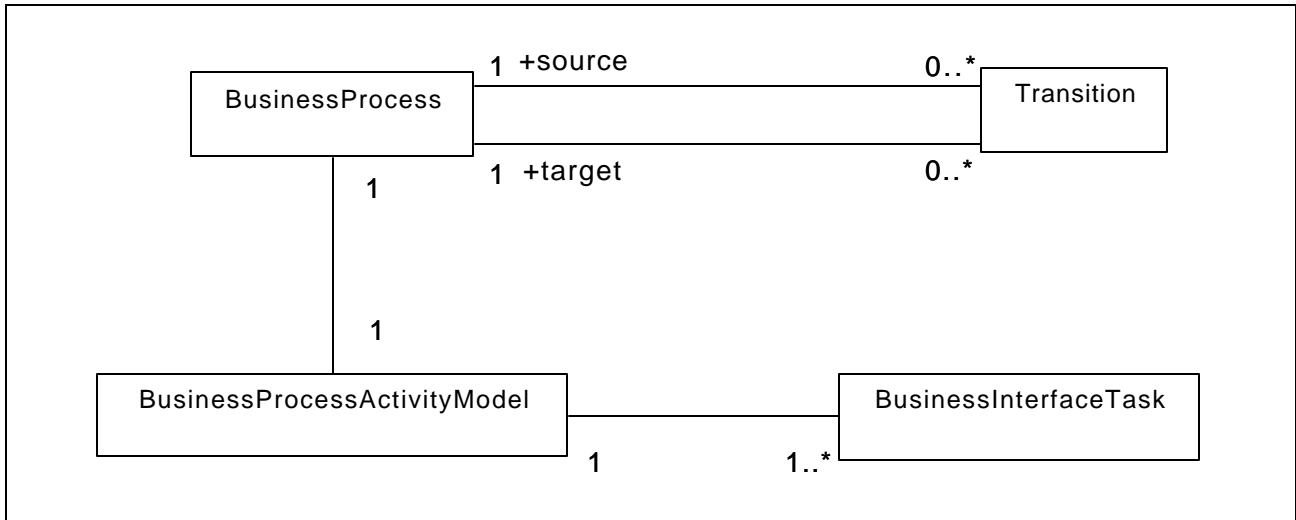 1 +source 0..*
BusinessProcess Transition
1 +target 0..*
1
1
BusinessProcessActivityModel BusinessInterfaceTask
1 1..*